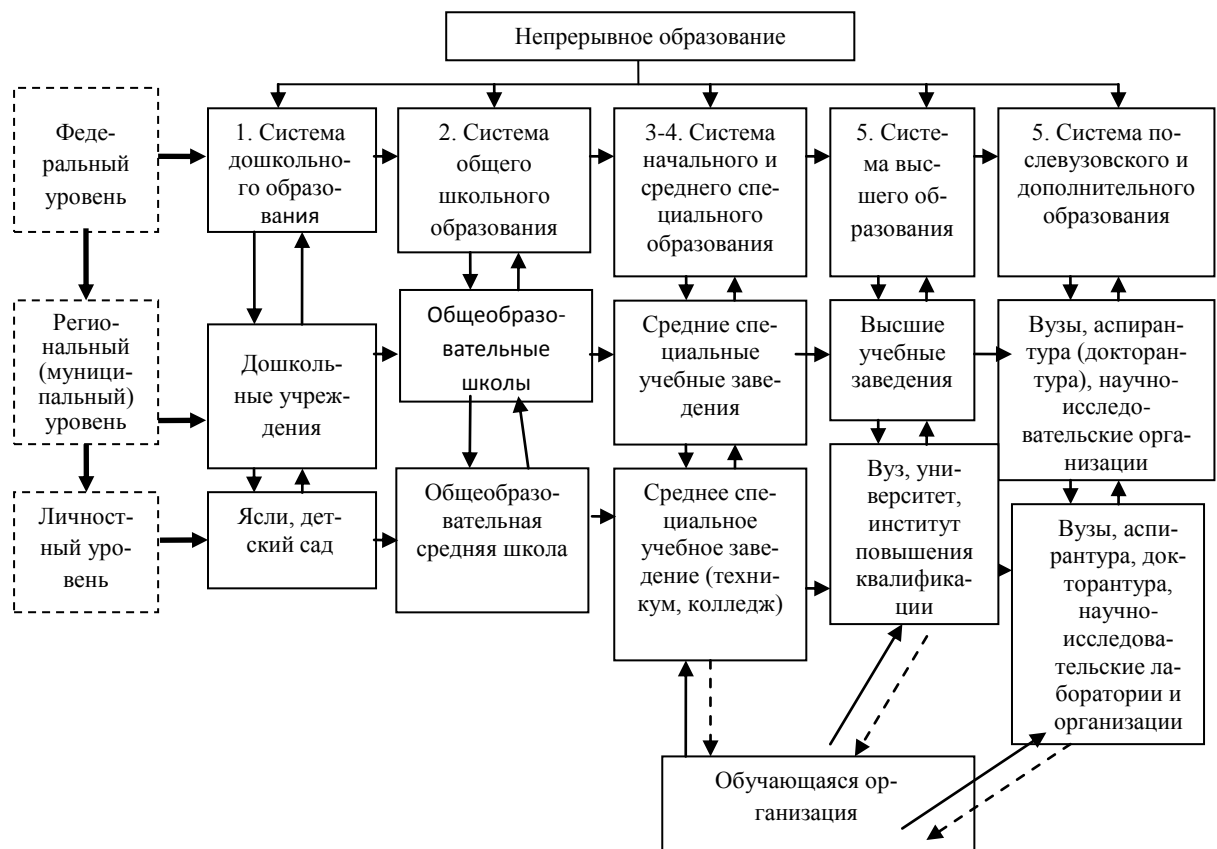 Непрерывное образование
Феде-
ральный
уровень
1. Система
дошкольно-
го образо-
вания
2. Система
общего
школьного
образования
3-4. Система
начального и
среднего спе-
циального
образования
5. Систе-
ма выс-
шего об-
разования
5. Система по-
слевузовского и
дополнительного
образования
Регио-
нальный
(муници-
пальный)
уровень
Дошколь-
ные учреж-
дения
Общеобразо-
вательные
школы
Средние спе-
циальные
учебные заве-
дения
Высшие
учебные
заведения
Вузы, аспиран-
тура (докторан-
тура), научно-
исследо-
вательские орга-
низации
Личност-
ный уро-
вень
Ясли, дет-
ский сад
Общеобразо-
вательная
средняя школа
Среднее спе-
циальное
учебное заве-
дение (техни-
кум, колледж)
Вуз, уни-
верситет,
институт
повышения
квалифика-
ции
Вузы, аспи-
рантура, док-
торантура,
научно-
исследова-
тельские ла-
боратории и
организации
Обучающаяся ор-
ганизация